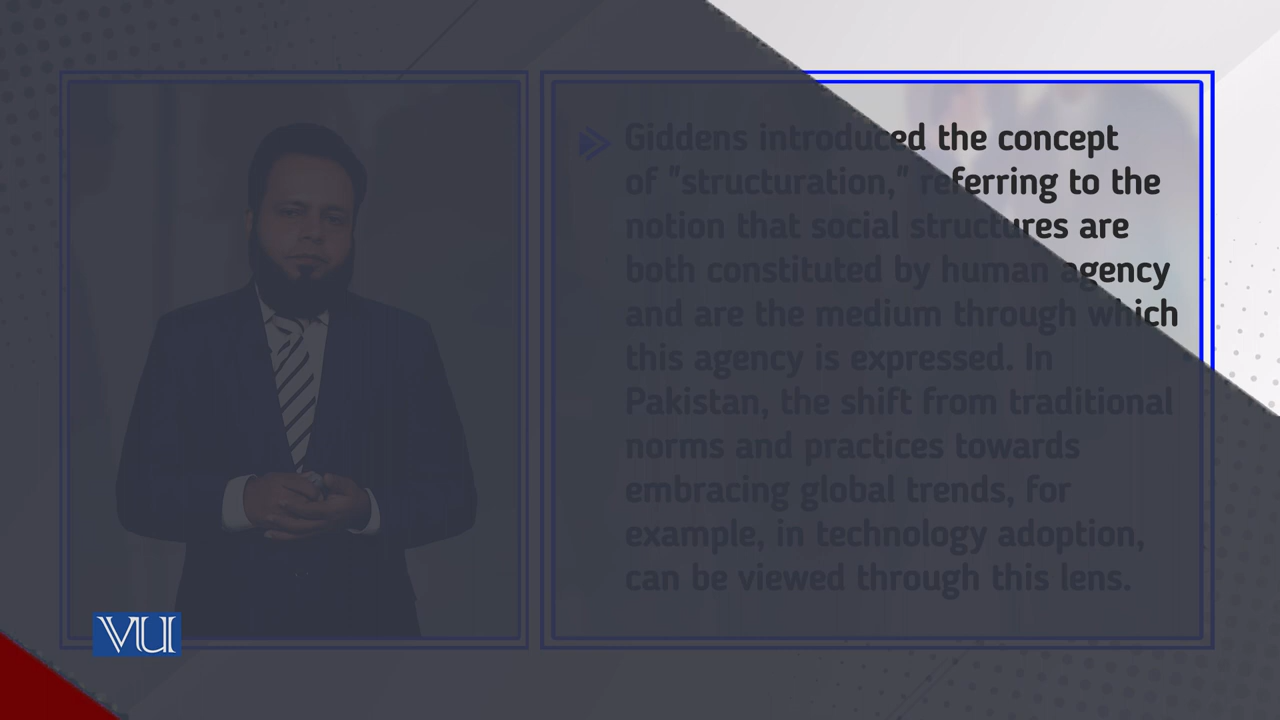 Giddens introduced the concept
of "structuration," referring to the
notion that social structures are
both constituted by human agency
and are the medium through which
this agency is expressed. In
Pakistan, the shift from traditional
norms and practices towards
embracing global trends, for
example, in technology adoption,
can be viewed through this lens.
VU